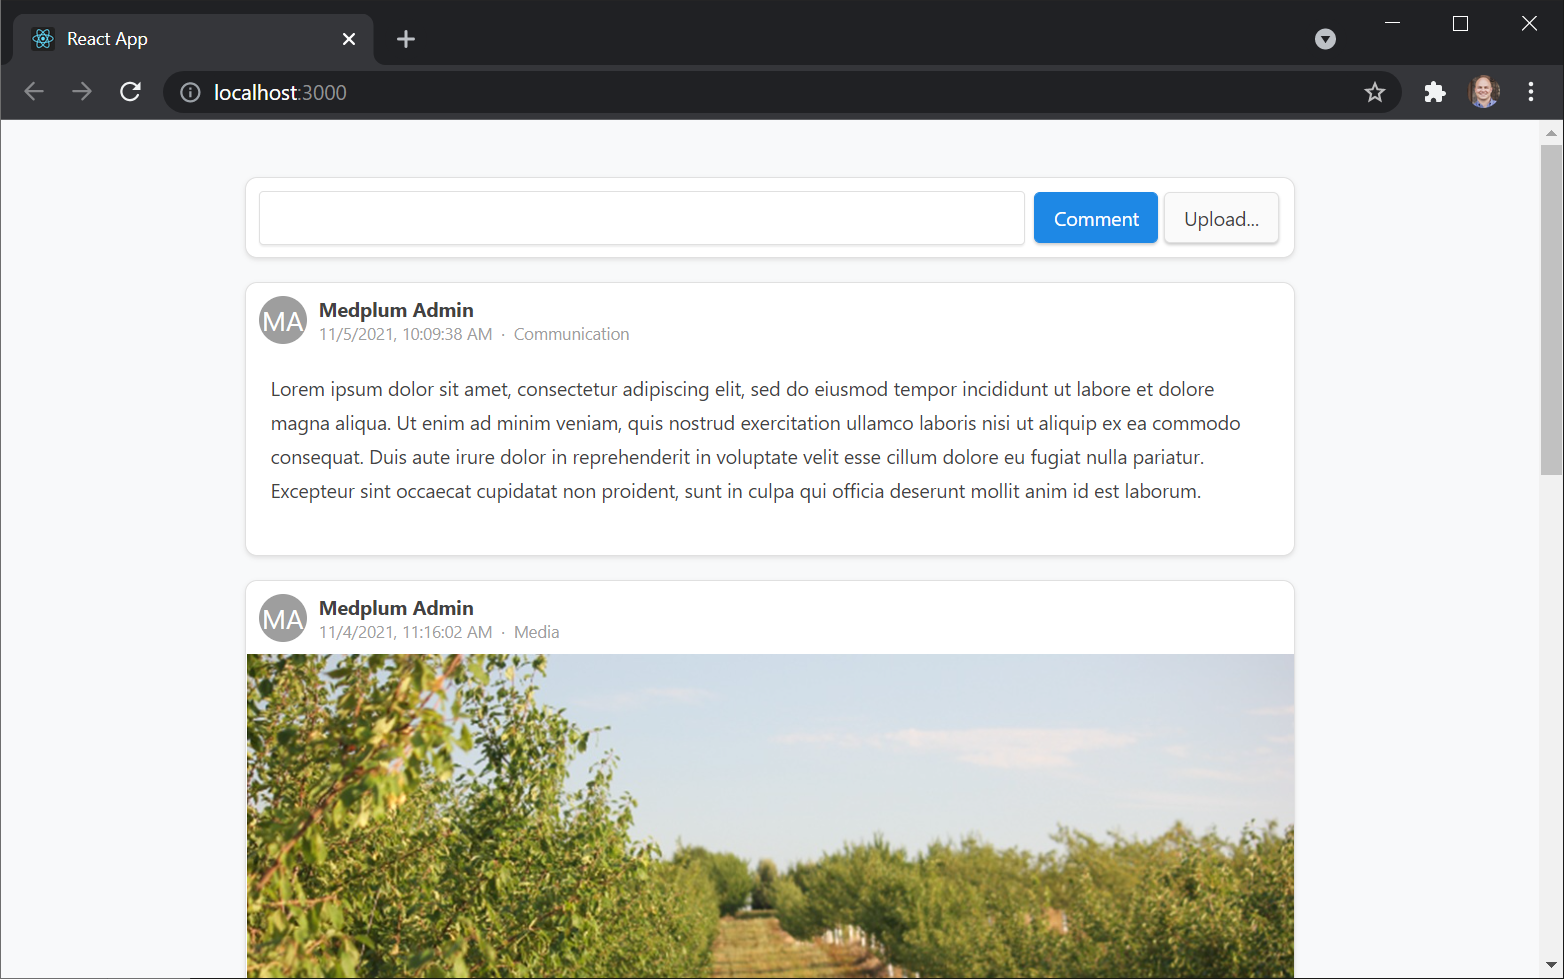 React App
localhost:3000
Comment
Upload...
MA
Medplum Admin
11/5/2021, 10:09:38 AM · Communication
Lorem ipsum dolor sit amet, consectetur adipiscing elit, sed do eiusmod tempor incididunt ut labore et dolore
magna aliqua. Ut enim ad minim veniam, quis nostrud exercitation ullamco laboris nisi ut aliquip ex ea commodo
consequat. Duis aute irure dolor in reprehenderit in voluptate velit esse cillum dolore eu fugiat nulla pariatur.
Excepteur sint occaecat cupidatat non proident, sunt in culpa qui officia deserunt mollit anim id est laborum.
MA
Medplum Admin
11/4/2021, 11:16:02 AM · Media